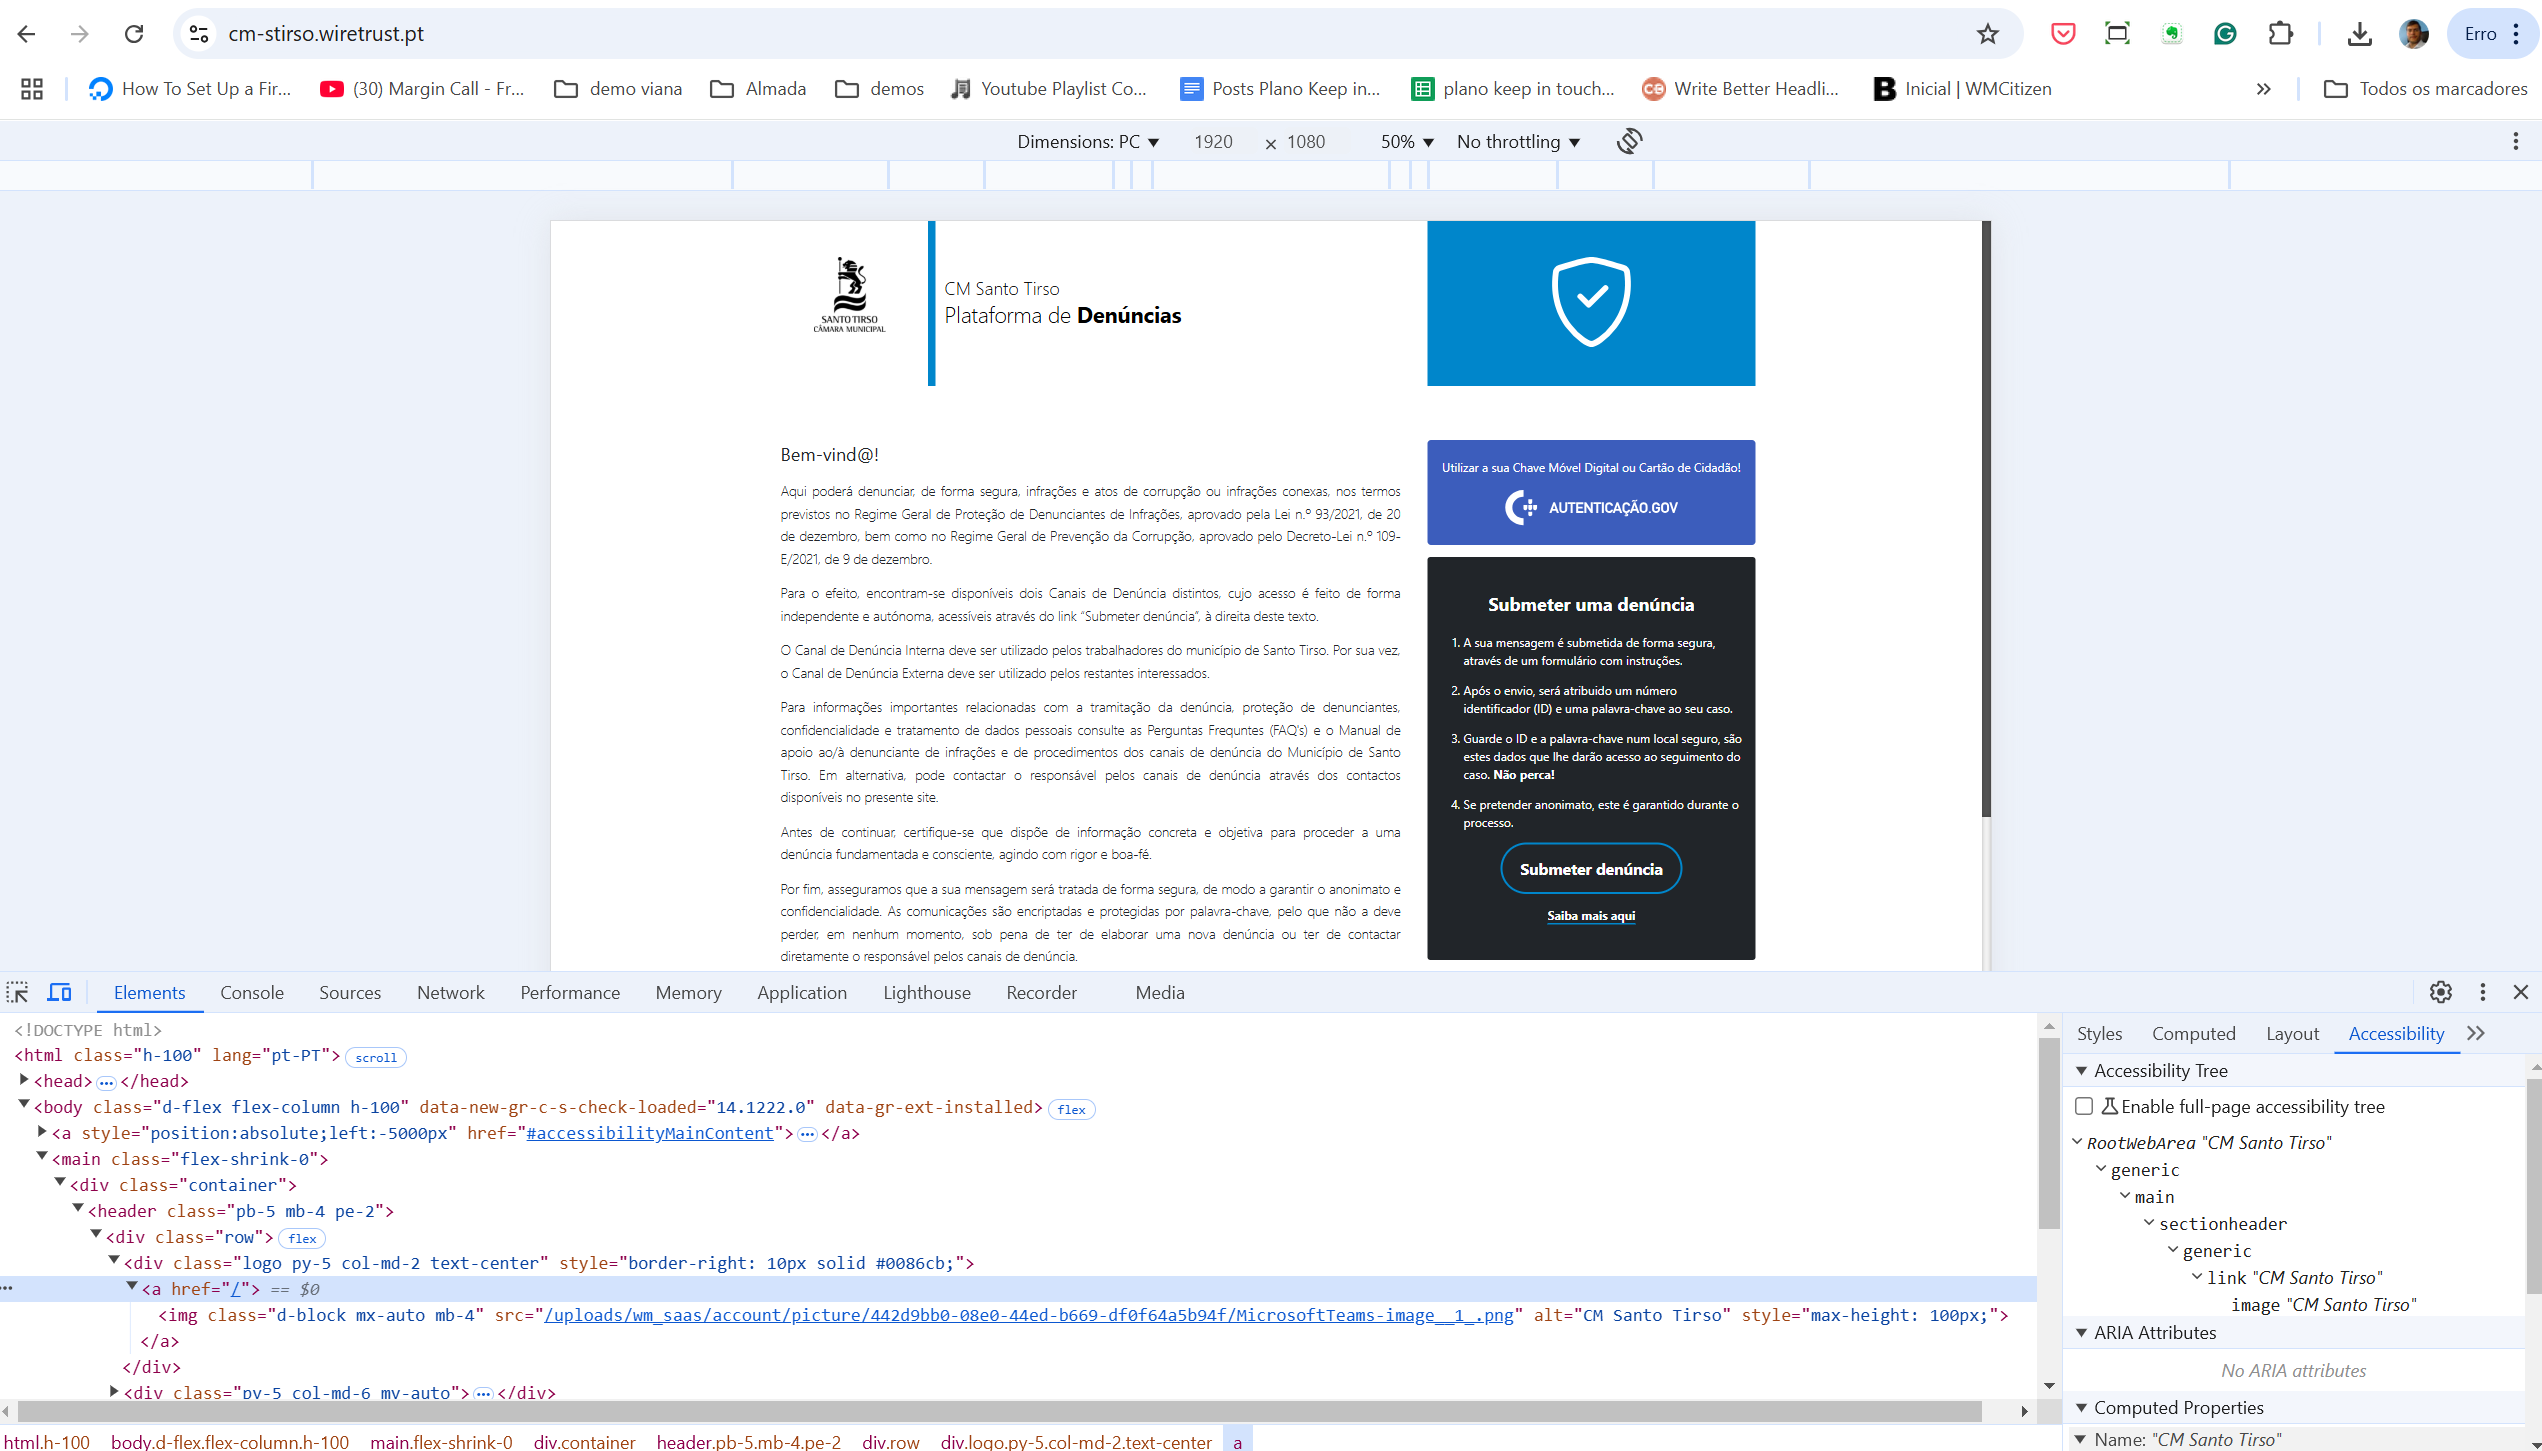 cm-stirso.wiretrust.pt
Erro
How To Set Up a Fir...
(30) Margin Call - Fr...
demo viana
Almada
demos
Youtube Playlist Co...
Posts Plano Keep in...
plano keep in touch...
Write Better Headli...
Inicial | WMCitizen
Todos os marcadores
Dimensions: PC 1920 × 1080 50% No throttling
SANTO TIRSO
CÂMARA MUNICIPAL
CM Santo Tirso
Plataforma de Denúncias
Bem-vind@!
Aqui poderá denunciar, de forma segura, infrações e atos de corrupção ou infrações conexas, nos termos
previstos no Regime Geral de Proteção de Denunciantes de Infrações, aprovado pela Lei n.º 93/2021, de 20
de dezembro, bem como no Regime Geral de Prevenção da Corrupção, aprovado pelo Decreto-Lei n.º 109-
E/2021, de 9 de dezembro.
Para o efeito, encontram-se disponíveis dois Canais de Denúncia distintos, cujo acesso é feito de forma
independente e autónoma, acessíveis através do link “Submeter denúncia”, à direita deste texto.
O Canal de Denúncia Interna deve ser utilizado pelos trabalhadores do município de Santo Tirso. Por sua vez,
o Canal de Denúncia Externa deve ser utilizado pelos restantes interessados.
Para informações importantes relacionadas com a tramitação da denúncia, proteção de denunciantes,
confidencialidade e tratamento de dados pessoais consulte as Perguntas Frequntes (FAQ's) e o Manual de
apoio ao/à denunciante de infrações e de procedimentos dos canais de denúncia do Município de Santo
Tirso. Em alternativa, pode contactar o responsável pelos canais de denúncia através dos contactos
disponíveis no presente site.
Antes de continuar, certifique-se que dispõe de informação concreta e objetiva para proceder a uma
denúncia fundamentada e consciente, agindo com rigor e boa-fé.
Por fim, asseguramos que a sua mensagem será tratada de forma segura, de modo a garantir o anonimato e
confidencialidade. As comunicações são encriptadas e protegidas por palavra-chave, pelo que não a deve
perder, em nenhum momento, sob pena de ter de elaborar uma nova denúncia ou ter de contactar
diretamente o responsável pelos canais de denúncia.
Utilizar a sua Chave Móvel Digital ou Cartão de Cidadão!
AUTENTICAÇÃO.GOV
Submeter uma denúncia
1. A sua mensagem é submetida de forma segura,
através de um formulário com instruções.
2. Após o envio, será atribuido um número
identificador (ID) e uma palavra-chave ao seu caso.
3. Guarde o ID e a palavra-chave num local seguro, são
estes dados que lhe darão acesso ao seguimento do
caso. Não perca!
4. Se pretender anonimato, este é garantido durante o
processo.
Submeter denúncia
Saiba mais aqui
Elements Console Sources Network Performance Memory Application Lighthouse Recorder Media
<!DOCTYPE html>
<html class="h-100" lang="pt-PT"> scroll
<head> ••• </head>
<body class="d-flex flex-column h-100" data-new-gr-c-s-check-loaded="14.1222.0" data-gr-ext-installed> flex
<a style="position:absolute;left:-5000px" href="#accessibilityMainContent"> ••• </a>
<main class="flex-shrink-0">
<div class="container">
<header class="pb-5 mb-4 pe-2">
<div class="row"> flex
<div class="logo py-5 col-md-2 text-center" style="border-right: 10px solid #0086cb;">
<a href="/"> == $0
<img class="d-block mx-auto mb-4" src="/uploads/wm_saas/account/picture/442d9bb0-08e0-44ed-b669-df0f64a5b94f/MicrosoftTeams-image__1_.png" alt="CM Santo Tirso" style="max-height: 100px;">
</a>
</div>
<div class="py-5 col-md-6 my-auto"> ••• </div>
html.h-100 body.d-flex.flex-column.h-100 main.flex-shrink-0 div.container header.pb-5.mb-4.pe-2 div.row div.logo.py-5.col-md-2.text-center a
Styles Computed Layout Accessibility
Accessibility Tree
Enable full-page accessibility tree
RootWebArea "CM Santo Tirso"
generic
main
sectionheader
generic
link "CM Santo Tirso"
image "CM Santo Tirso"
ARIA Attributes
No ARIA attributes
Computed Properties
Name: "CM Santo Tirso"